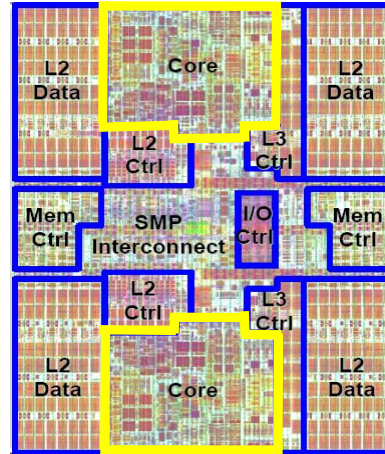 L2
Data
Core
L2
Data
L2
Ctrl
L3
Ctrl
Mem
Ctrl
SMP
Interconnect
I/O
Ctrl
Mem
Ctrl
L2
Ctrl
L3
Ctrl
L2
Data
Core
L2
Data